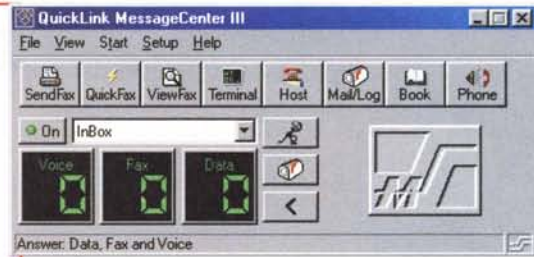 QuickLink MessageCenter III
File View Start Setup Help
SendFax QuickFax ViewFax Terminal Host Mail/Log Book Phone
On InBox
Voice Fax Data
0 0 0
Answer: Data, Fax and Voice